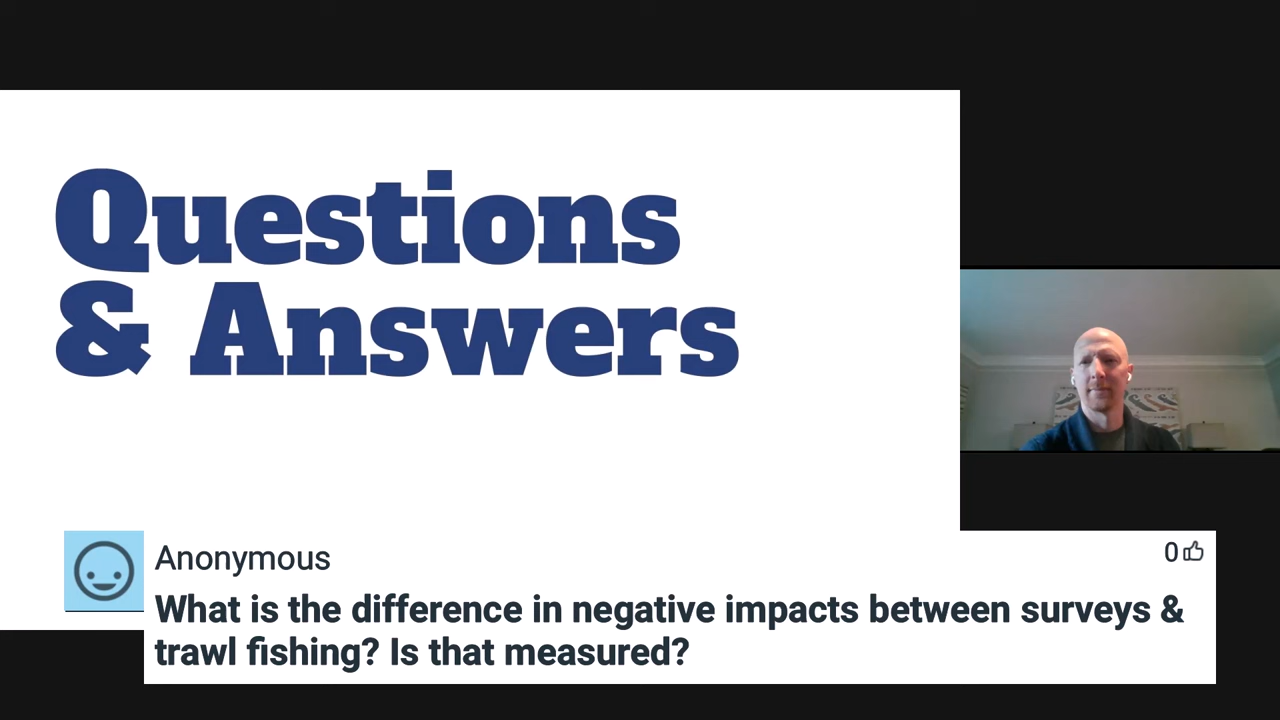 Questions
& Answers
Anonymous
0
What is the difference in negative impacts between surveys &
trawl fishing? Is that measured?